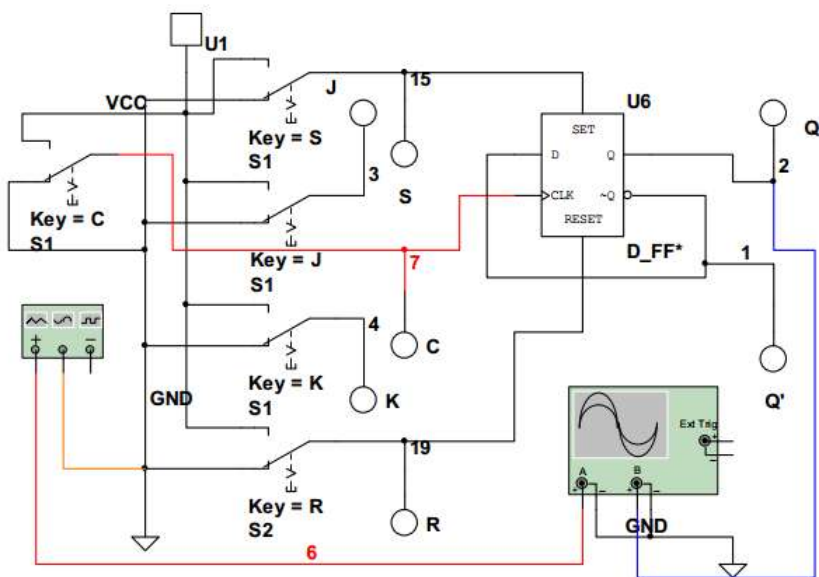 U1
VCC
J
15
U6
Q
SET
D
Q
CLK
~Q
RESET
Key = S
S1
3
S
2
Key = C
S1
Key = J
S1
7
D_FF*
1
4
C
GND
Key = K
S1
K
Q'
19
Ext Trig
+
−
A
B
+
−
+
−
+
−
Key = R
S2
R
GND
6